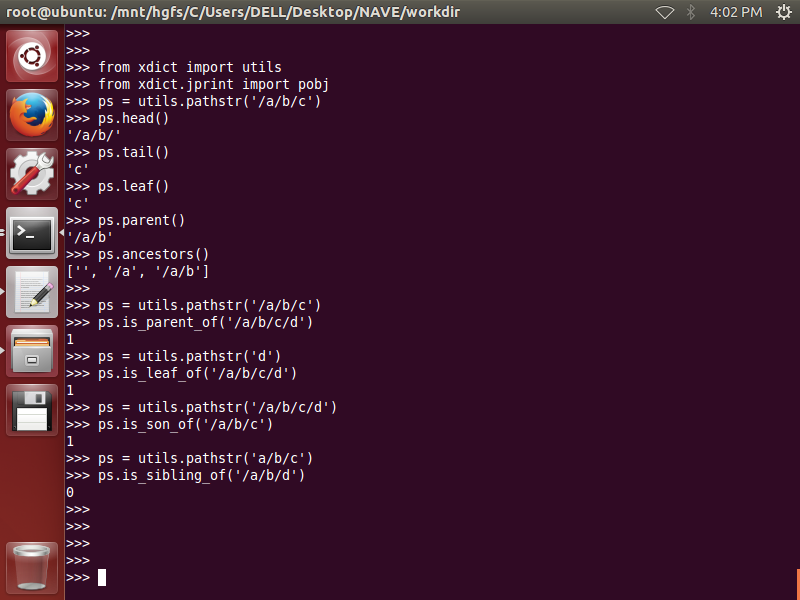 root@ubuntu: /mnt/hgfs/C/Users/DELL/Desktop/NAVE/workdir
4:02 PM
>>>
>>>
>>> from xdict import utils
>>> from xdict.jprint import pobj
>>> ps = utils.pathstr('/a/b/c')
>>> ps.head()
'/a/b/'
>>> ps.tail()
'c'
>>> ps.leaf()
'c'
>>> ps.parent()
'/a/b'
>>> ps.ancestors()
['', '/a', '/a/b']
>>>
>>> ps = utils.pathstr('/a/b/c')
>>> ps.is_parent_of('/a/b/c/d')
1
>>> ps = utils.pathstr('d')
>>> ps.is_leaf_of('/a/b/c/d')
1
>>> ps = utils.pathstr('/a/b/c/d')
>>> ps.is_son_of('/a/b/c')
1
>>> ps = utils.pathstr('a/b/c')
>>> ps.is_sibling_of('/a/b/d')
0
>>>
>>>
>>>
>>>
>>>